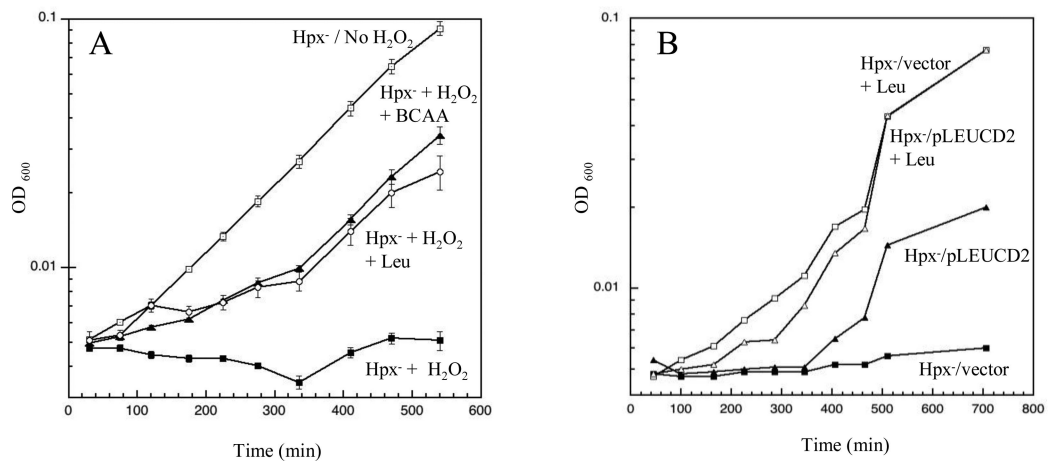 A
0.1
0.01
OD 600
Hpx- / No H2O2
Hpx- + H2O2
+ BCAA
Hpx- + H2O2
+ Leu
Hpx- + H2O2
0 100 200 300 400 500 600
Time (min)
B
0.1
0.01
OD 600
Hpx-/vector
+ Leu
Hpx-/pLEUCD2
+ Leu
Hpx-/pLEUCD2
Hpx-/vector
0 100 200 300 400 500 600 700 800
Time (min)